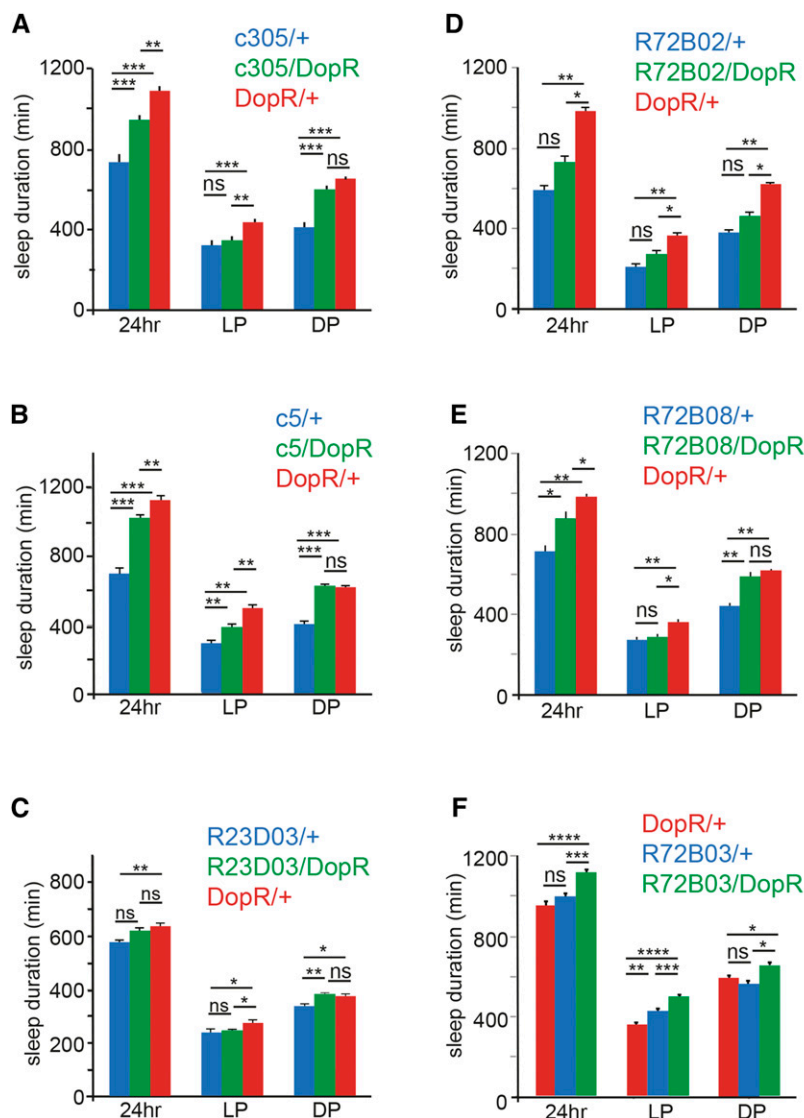 A
c305/+
c305/DopR
DopR/+
sleep duration (min)
1200
800
400
0
** *** ***
*** ns **
*** *** ns
24hr LP DP
B
c5/+
c5/DopR
DopR/+
sleep duration (min)
1200
800
400
0
** *** ***
** ** **
*** *** ns
24hr LP DP
C
R23D03/+
R23D03/DopR
DopR/+
sleep duration (min)
800
600
400
200
0
** ns ns
* ns *
* ** ns
24hr LP DP
D
R72B02/+
R72B02/DopR
DopR/+
sleep duration (min)
1200
800
400
0
** * ns
** ns *
** ns *
24hr LP DP
E
R72B08/+
R72B08/DopR
DopR/+
sleep duration (min)
1200
800
400
0
* ** *
** ns *
** ** ns
24hr LP DP
F
DopR/+
R72B03/+
R72B03/DopR
sleep duration (min)
1200
800
400
0
**** *** ns
**** ** ***
* ns *
24hr LP DP